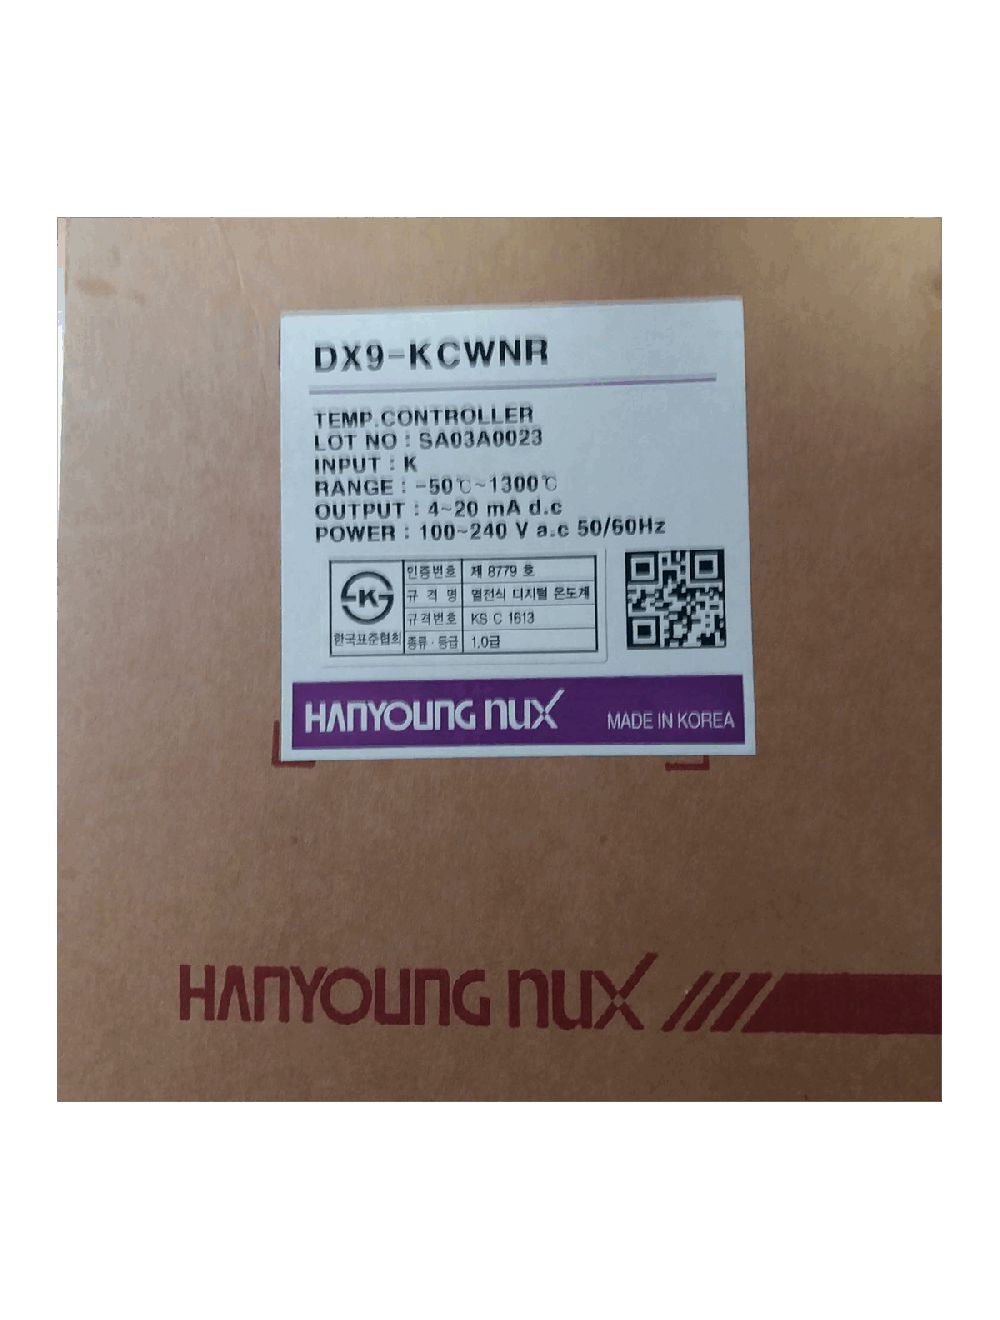 DX9-KCWNR
TEMP.CONTROLLER
LOT NO : SA03A0023
INPUT : K
RANGE : -50℃~1300℃
OUTPUT : 4~20 mA d.c
POWER : 100~240 V a.c 50/60Hz
K
한국표준협회
인증번호 제 8779 호
규 격 명 열전식 디지털 온도계
규격번호 KS C 1613
종류·등급 1.0급
HANYOUNG nux
MADE IN KOREA
HANYOUNG nux